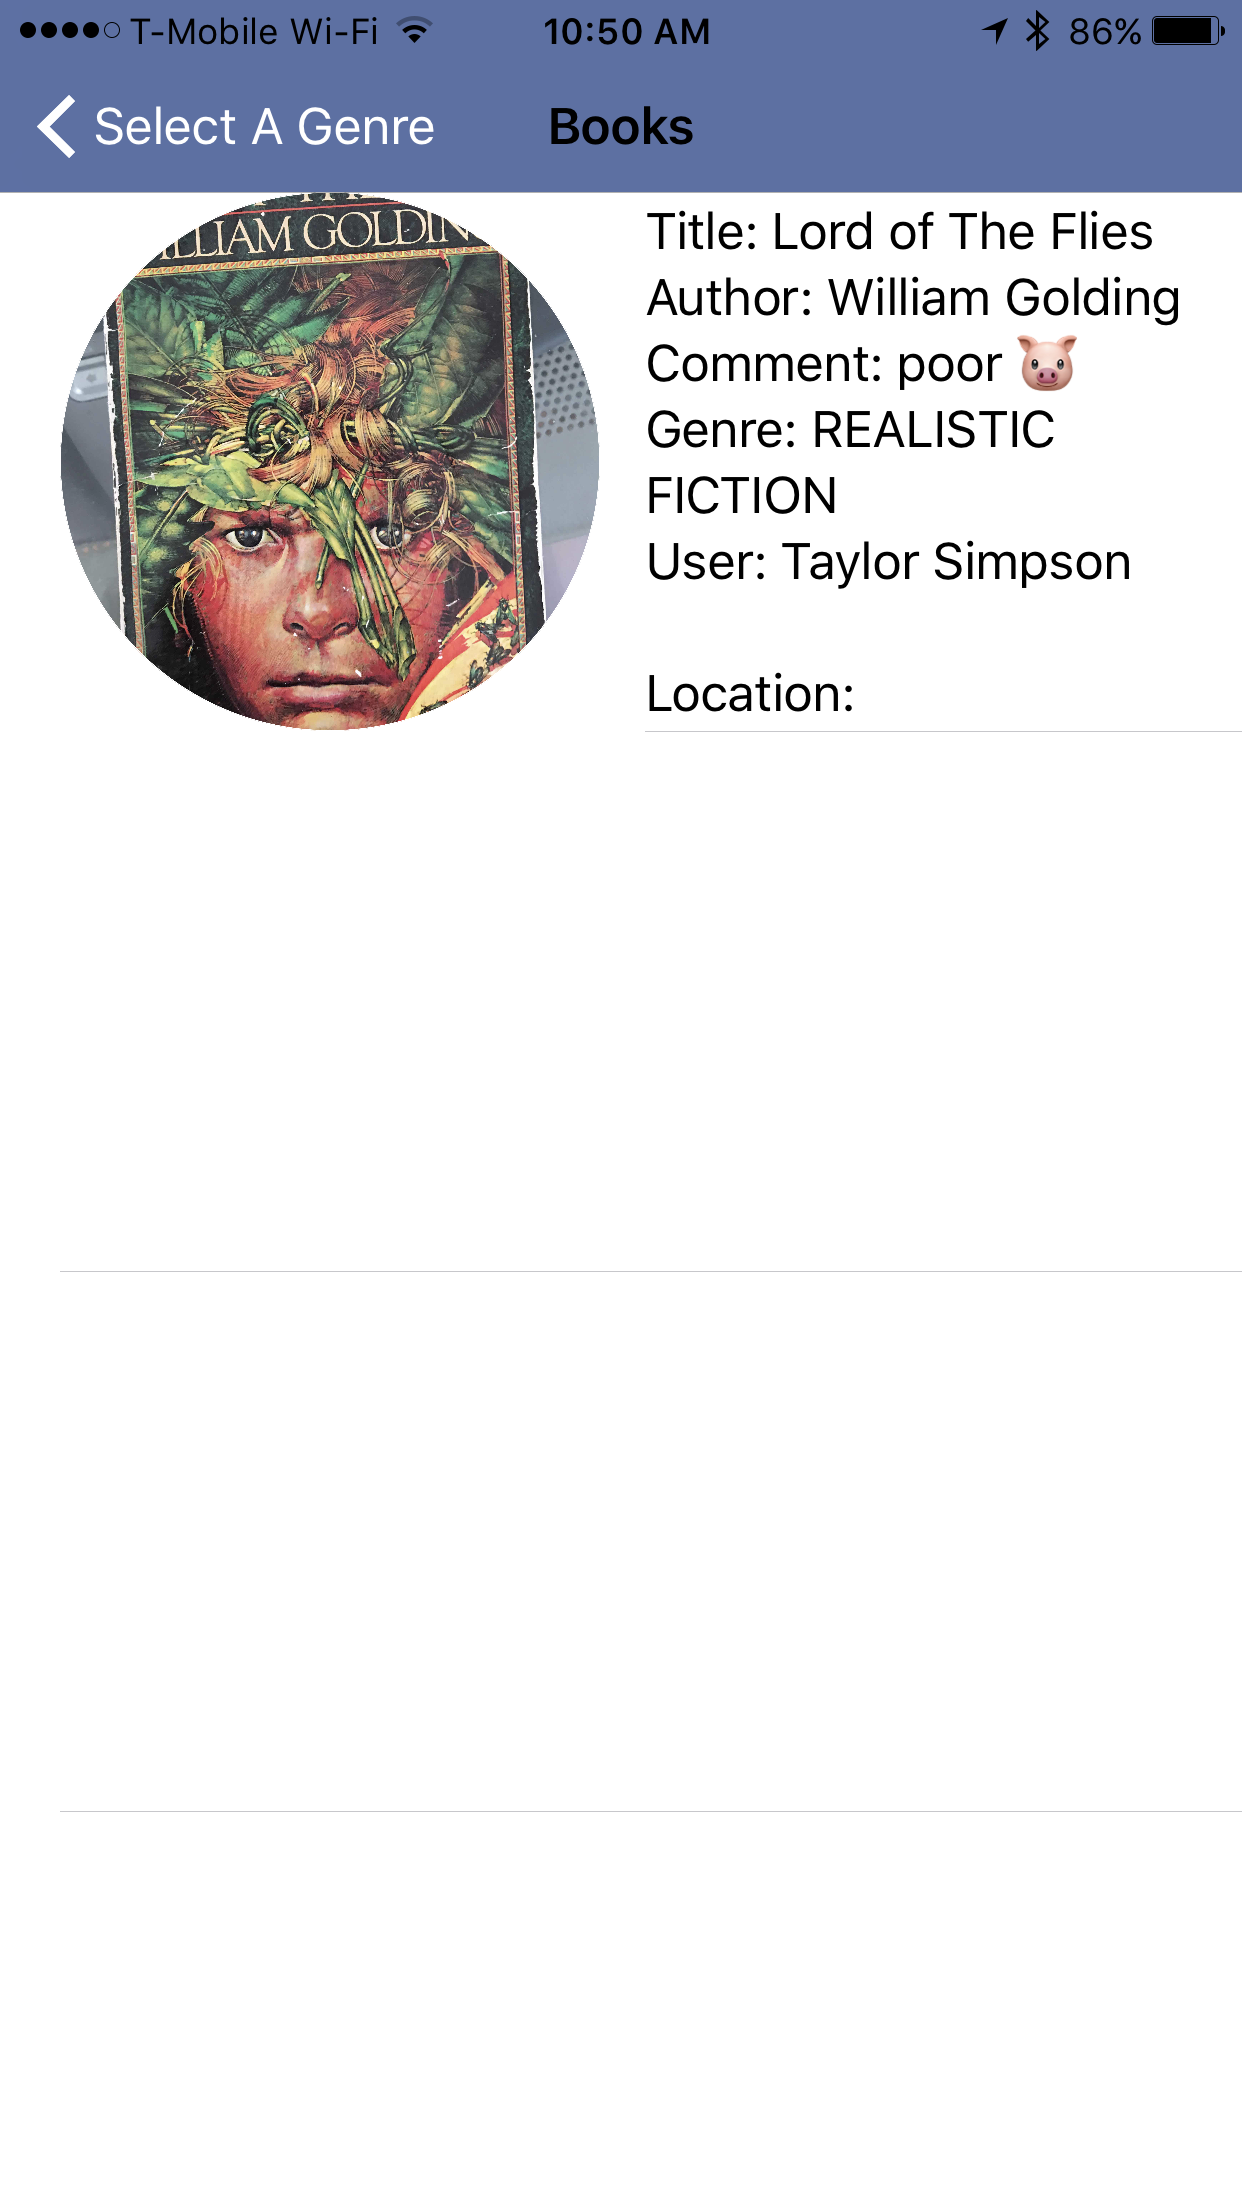 T-Mobile Wi-Fi 10:50 AM 86%
Select A Genre Books
GOLDIN
Title: Lord of The Flies
Author: William Golding
Comment: poor 🐷
Genre: REALISTIC
FICTION
User: Taylor Simpson
Location: